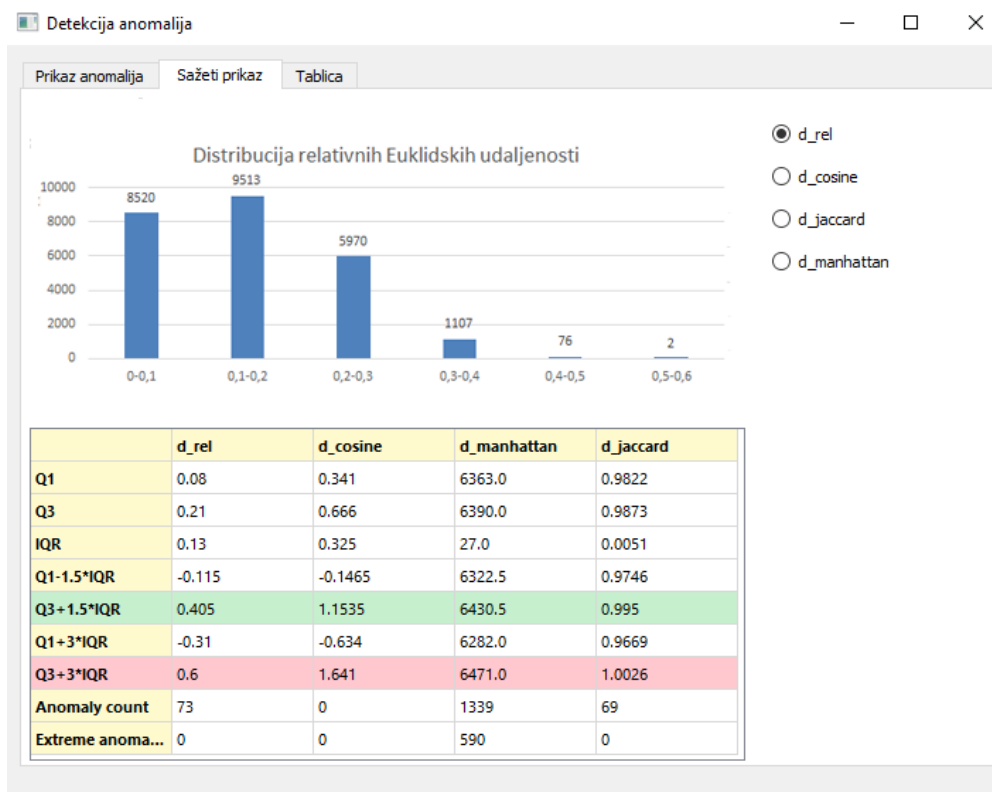 Detekcija anomalija
Prikaz anomalija Sažeti prikaz Tablica
d_rel
d_cosine
d_jaccard
d_manhattan
Distribucija relativnih Euklidskih udaljenosti
10000
8000
6000
4000
2000
0
8520 9513 5970 1107 76 2
0-0,1 0,1-0,2 0,2-0,3 0,3-0,4 0,4-0,5 0,5-0,6
d_rel d_cosine d_manhattan d_jaccard
Q1 0.08 0.341 6363.0 0.9822
Q3 0.21 0.666 6390.0 0.9873
IQR 0.13 0.325 27.0 0.0051
Q1-1.5*IQR -0.115 -0.1465 6322.5 0.9746
Q3+1.5*IQR 0.405 1.1535 6430.5 0.995
Q1+3*IQR -0.31 -0.634 6282.0 0.9669
Q3+3*IQR 0.6 1.641 6471.0 1.0026
Anomaly count 73 0 1339 69
Extreme anoma... 0 0 590 0